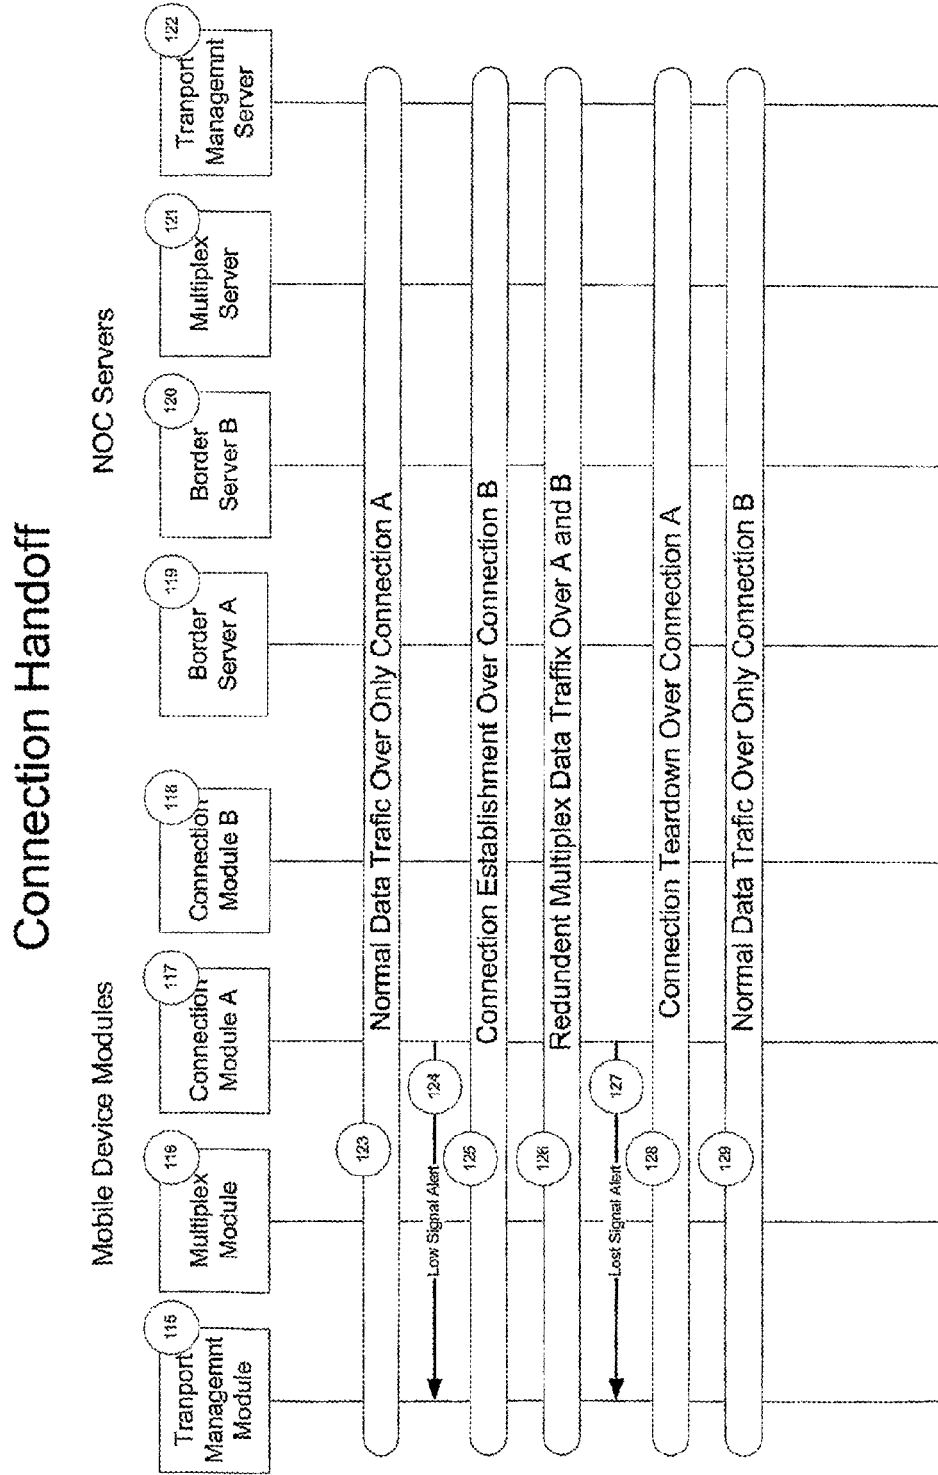 Connection Handoff
Mobile Device Modules
NOC Servers
115
Tranport
Managemnt
Module
116
Multiplex
Module
117
Connection
Module A
118
Connection
Module B
119
Border
Server A
120
Border
Server B
121
Multiplex
Server
122
Tranport
Managemnt
Server
123
Normal Data Trafic Over Only Connection A
124
Low Signal Alert
125
Connection Establishment Over Connection B
126
Redundent Multiplex Data Traffix Over A and B
127
Lost Signal Alert
128
Connection Teardown Over Connection A
129
Normal Data Trafic Over Only Connection B